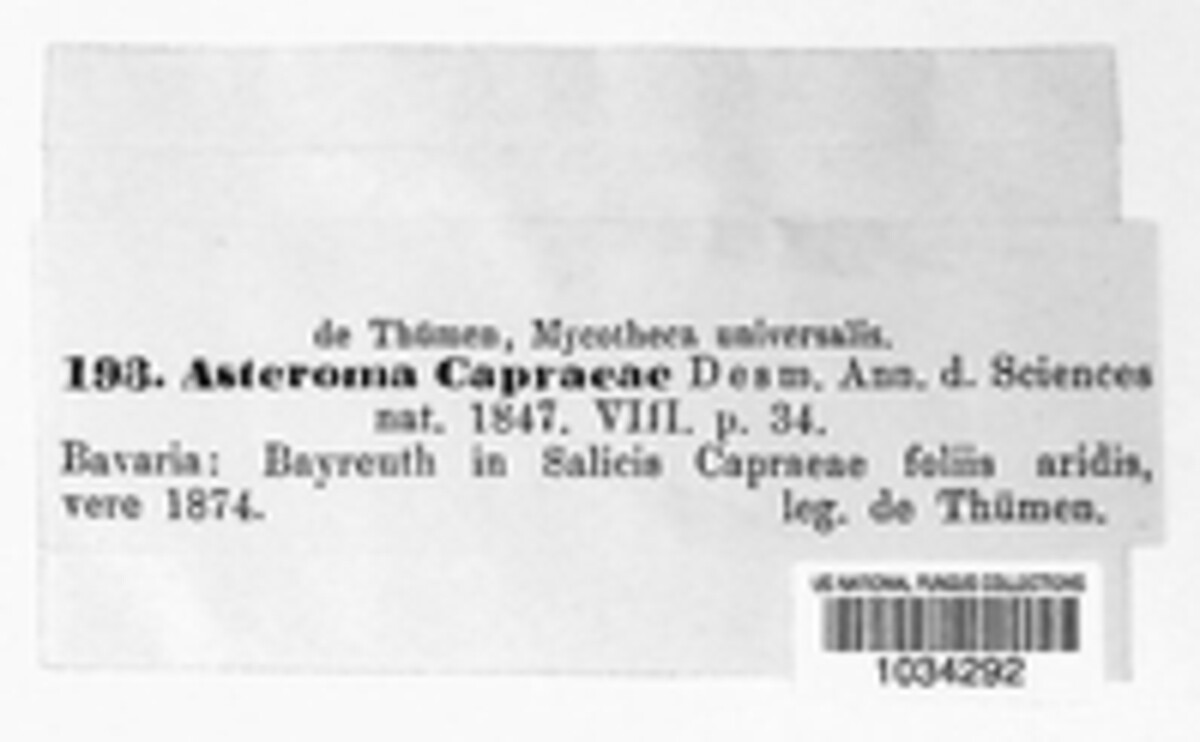 de Thümen, Mycotheca universalis.
193. Asteroma Capraeae Desm. Ann. d. Sciences
nat. 1847. VIII. p. 34.
Bavaria: Bayreuth in Salicis Capraeae foliis aridis,
vere 1874. leg. de Thümen.
US NATIONAL FUNGUS COLLECTIONS
1034292